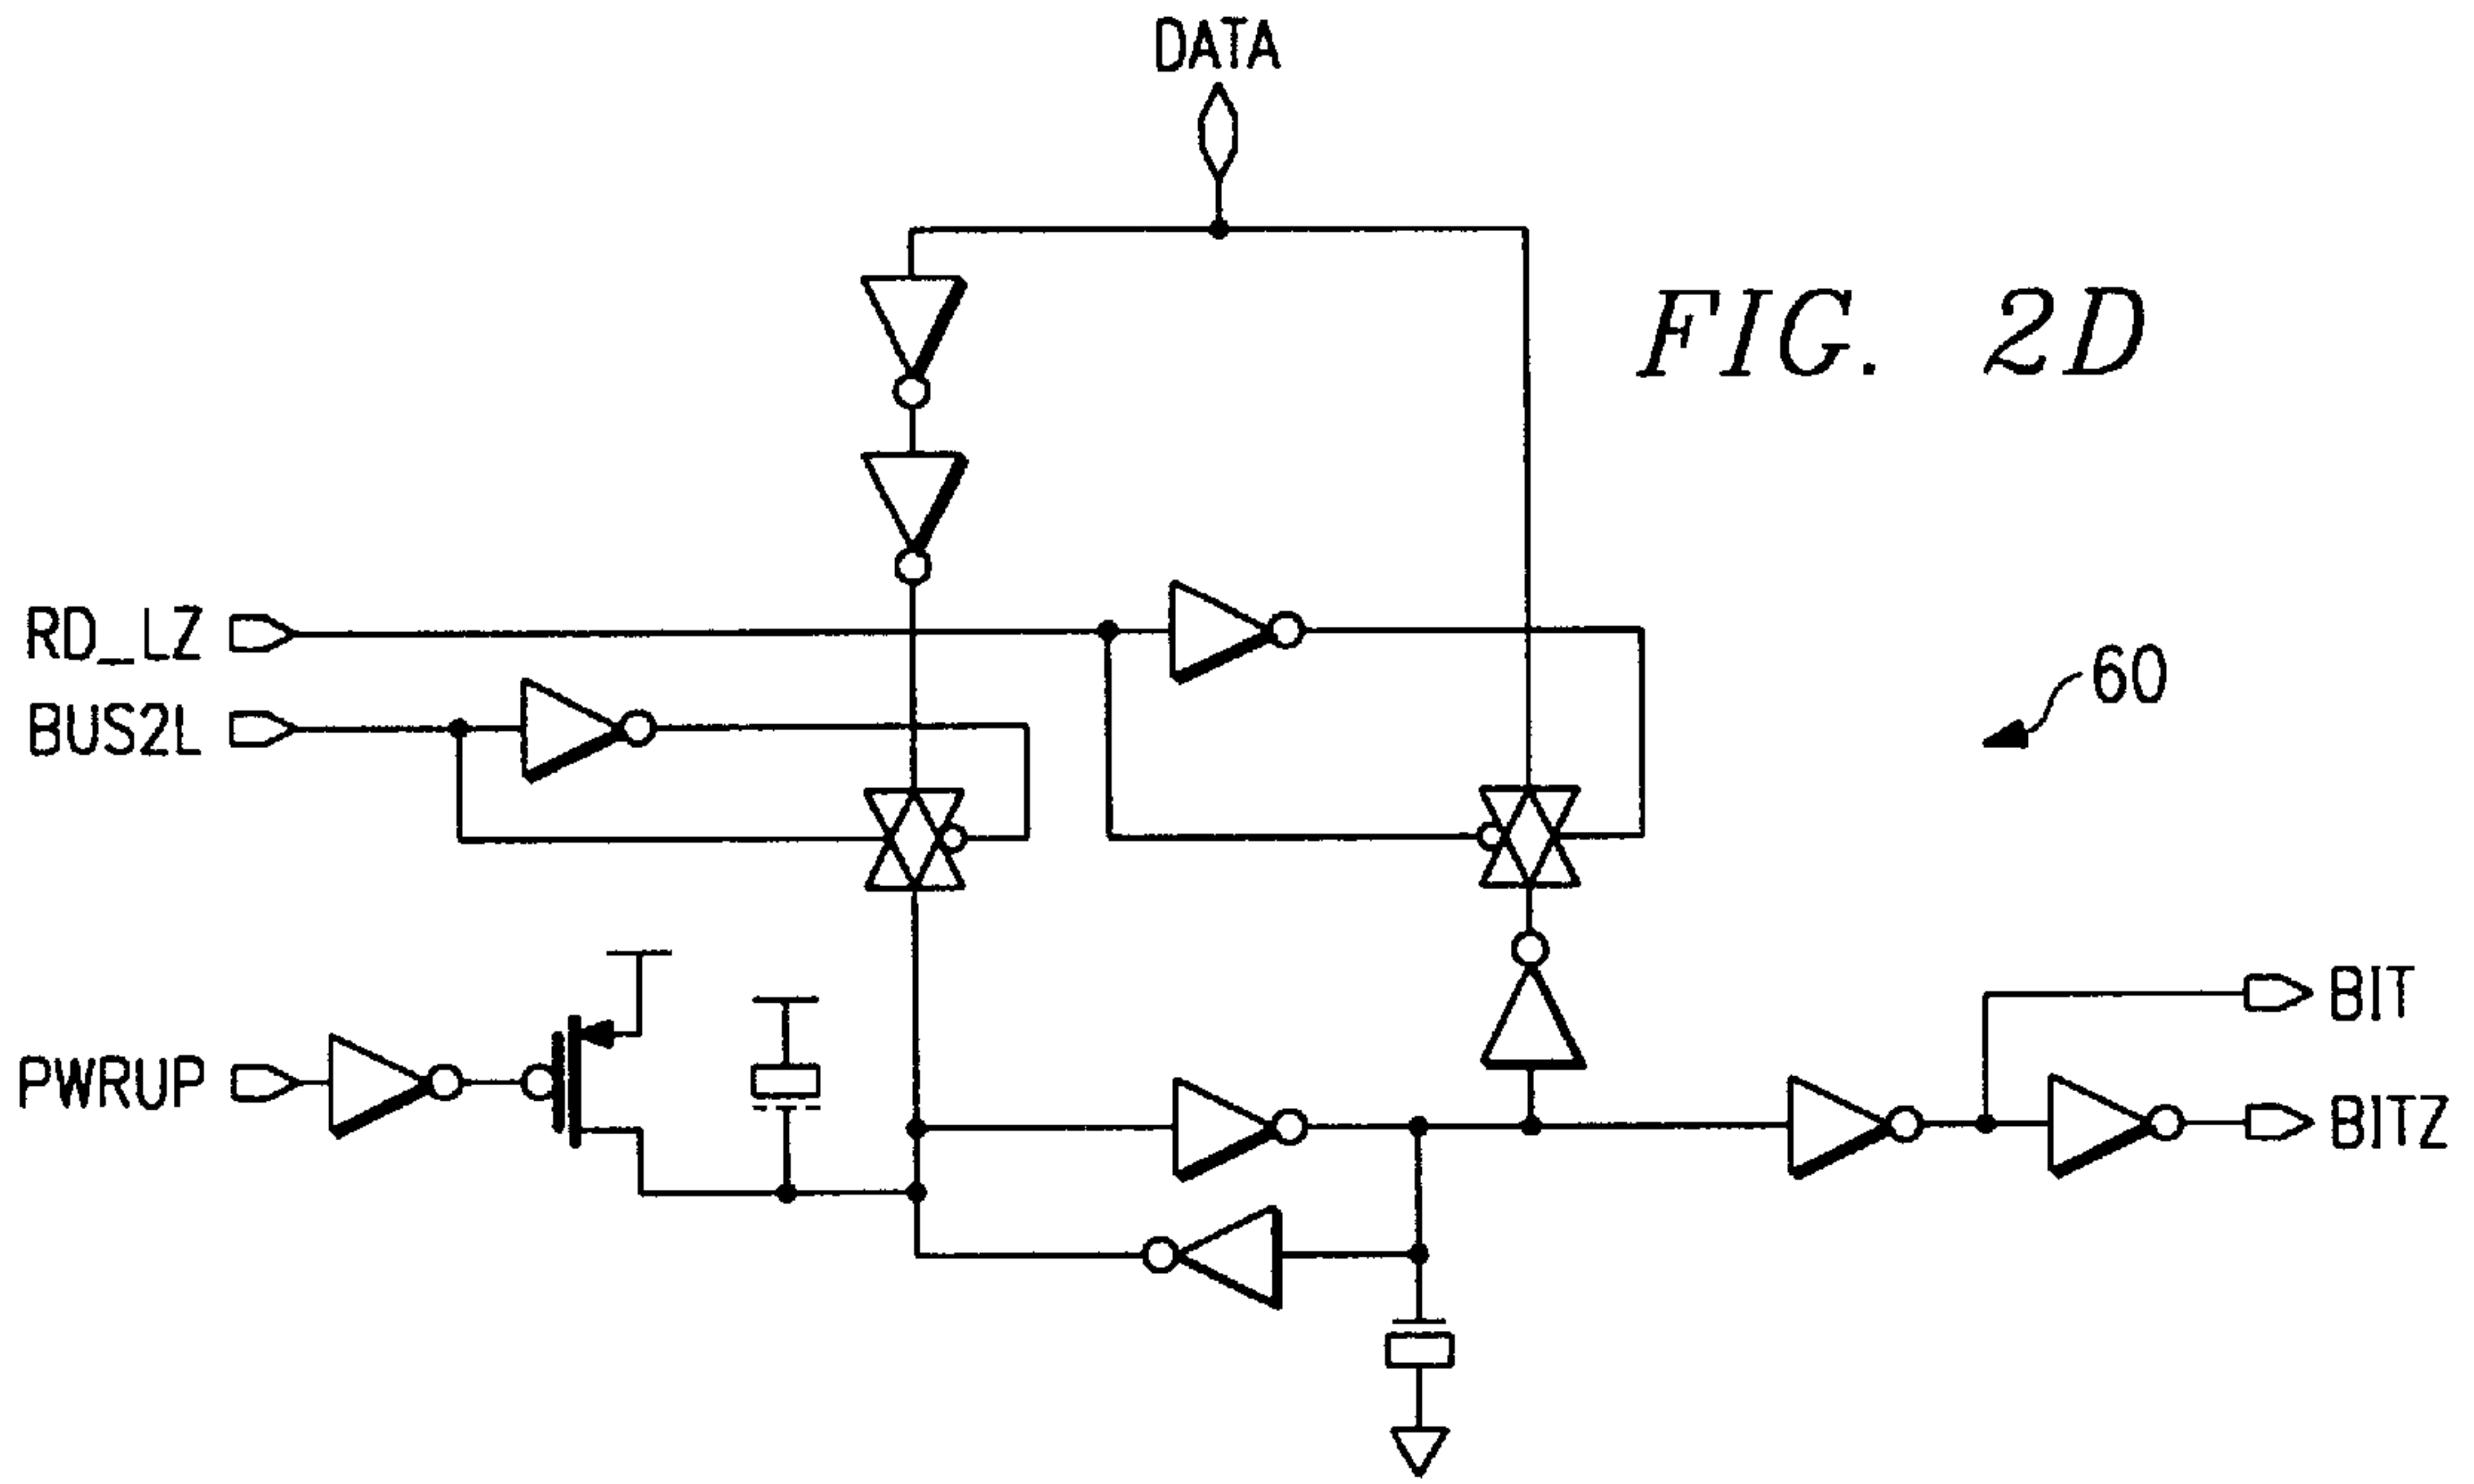 DATA
FIG. 2D
RD_LZ
BUS2L
60
PWRUP
BIT
BITZ